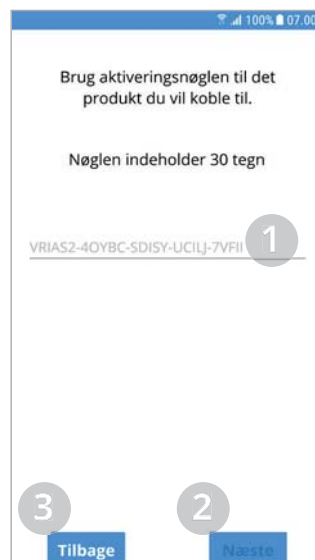 100% 07.00
Brug aktiveringsnøglen til det
produkt du vil koble til.
Nøglen indeholder 30 tegn
VRIAS2-4OYBC-SDISY-UCILJ-7VFII
1
3
2
Tilbage
Næste